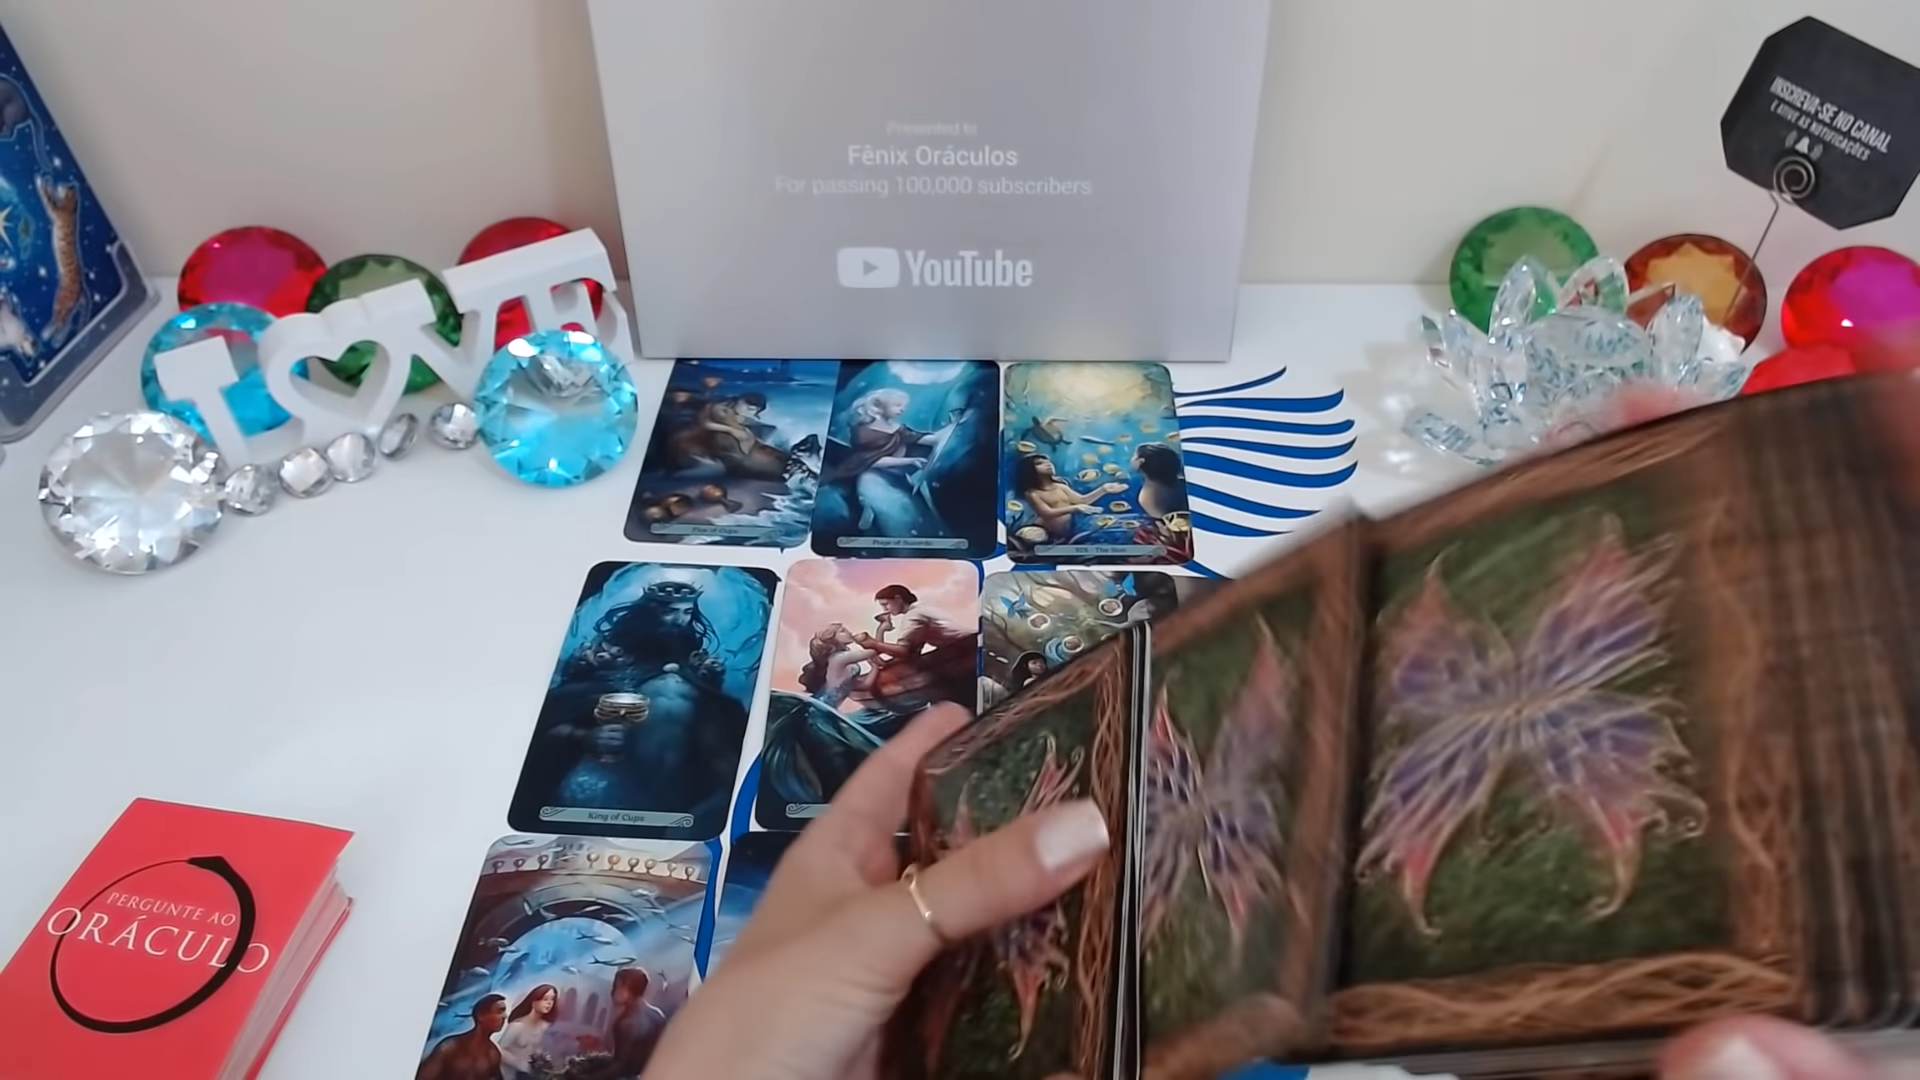 Presented to
Fênix Oráculos
For passing 100,000 subscribers
YouTube
INSCREVA-SE NO CANAL
E ATIVE AS NOTIFICAÇÕES
LOVE
Five of Cups
Page of Swords
XIX - The Sun
King of Cups
PERGUNTE AO
ORÁCULO